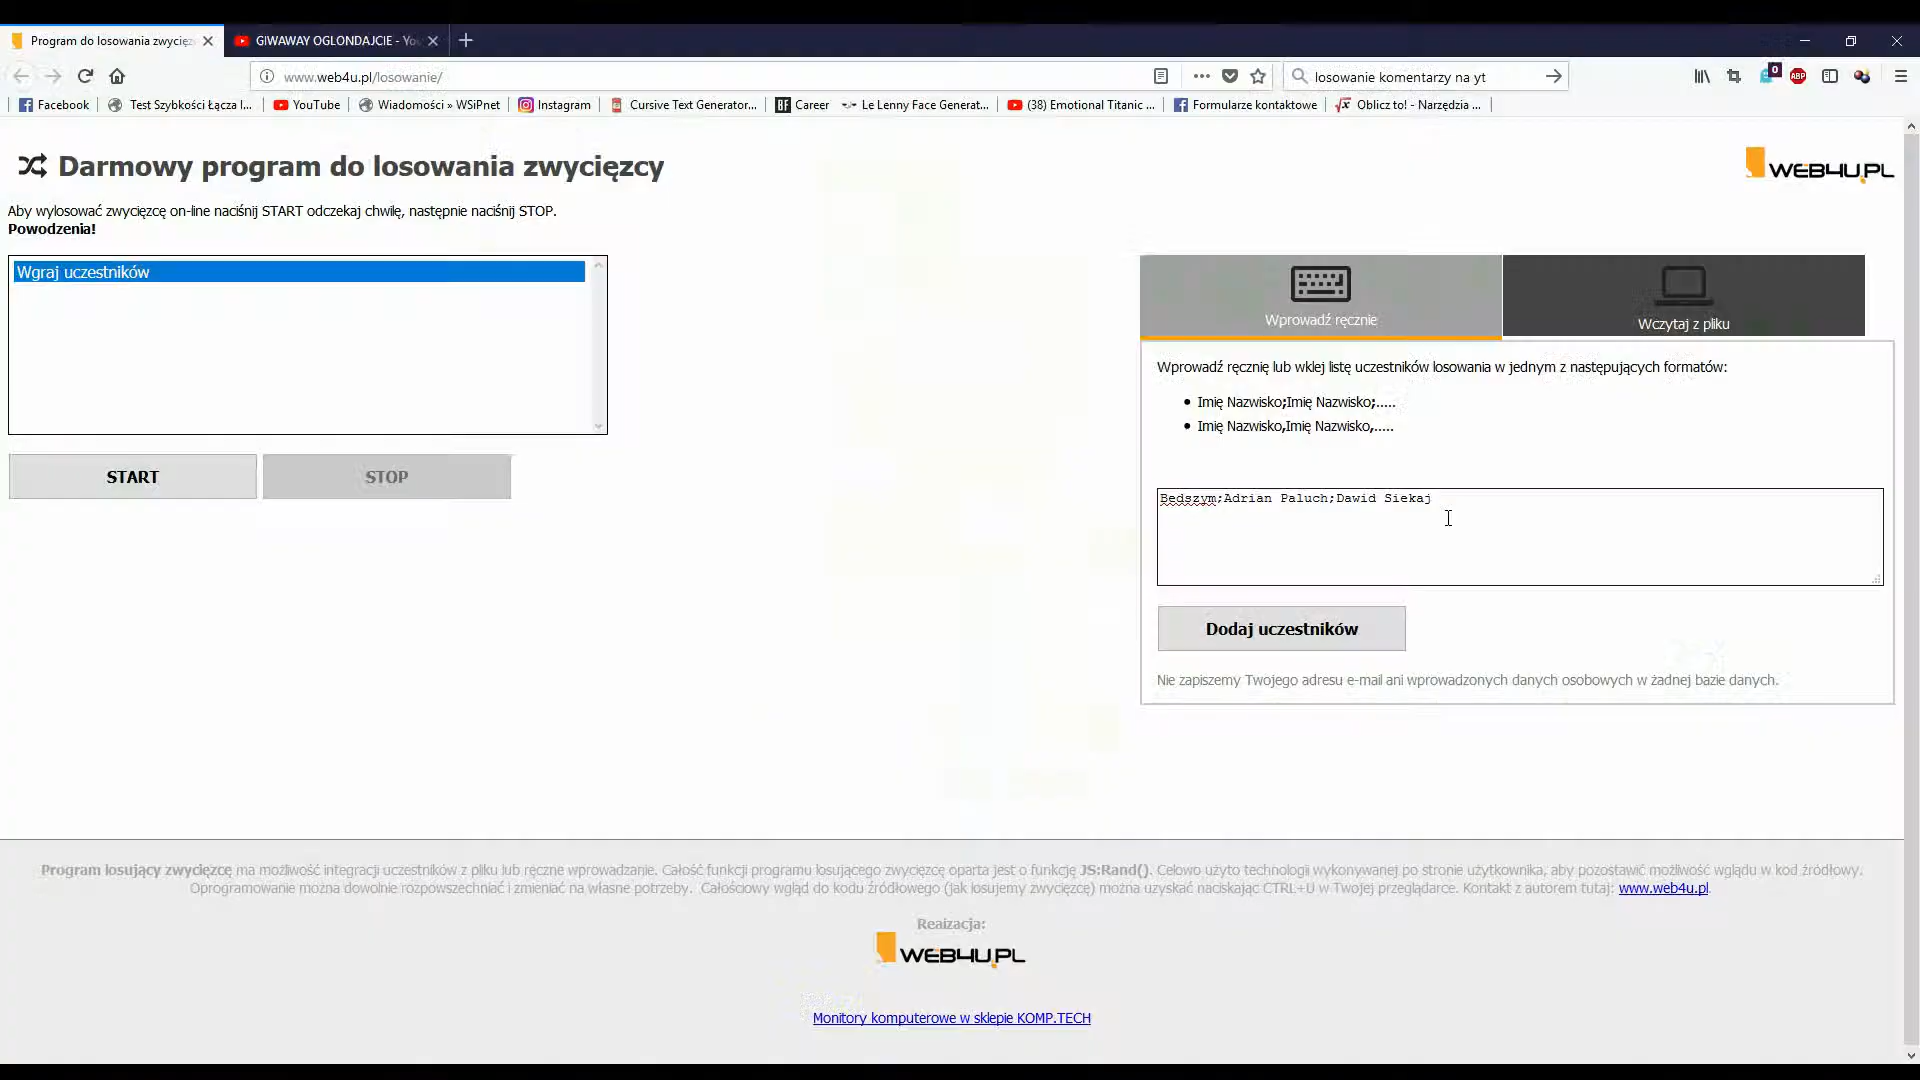 Program do losowania zwycięz
GIWAWAY OGLONDAJCIE - Yo
www.web4u.pl/losowanie/
losowanie komentarzy na yt
0
ABP
Facebook
Test Szybkości Łącza I...
YouTube
Wiadomości » WSiPnet
Instagram
Cursive Text Generator...
BF Career
Le Lenny Face Generat...
(38) Emotional Titanic ...
Formularze kontaktowe
Oblicz to! - Narzędzia ...
Darmowy program do losowania zwycięzcy
WEB4U.PL
Aby wylosować zwycięzcę on-line naciśnij START odczekaj chwilę, następnie naciśnij STOP.
Powodzenia!
Wgraj uczestników
START
STOP
Wprowadź ręcznie
Wczytaj z pliku
Wprowadź ręcznię lub wklej listę uczestników losowania w jednym z następujących formatów:
• Imię Nazwisko;Imię Nazwisko;.....
• Imię Nazwisko,Imię Nazwisko,.....
Bedszym;Adrian Paluch;Dawid Siekaj
Dodaj uczestników
Nie zapiszemy Twojego adresu e-mail ani wprowadzonych danych osobowych w żadnej bazie danych.
Program losujący zwycięzcę ma możliwość integracji uczestników z pliku lub ręczne wprowadzanie. Całość funkcji programu losującego zwycięzcę oparta jest o funkcję JS:Rand(). Celowo użyto technologii wykonywanej po stronie użytkownika, aby pozostawić możliwość wglądu w kod źródłowy.
Oprogramowanie można dowolnie rozpowszechniać i zmieniać na własne potrzeby. Całościowy wgląd do kodu źródłowego (jak losujemy zwycięzcę) można uzyskać naciskając CTRL+U w Twojej przeglądarce. Kontakt z autorem tutaj: www.web4u.pl.
Reaizacja:
WEB4U.PL
Monitory komputerowe w sklepie KOMP.TECH